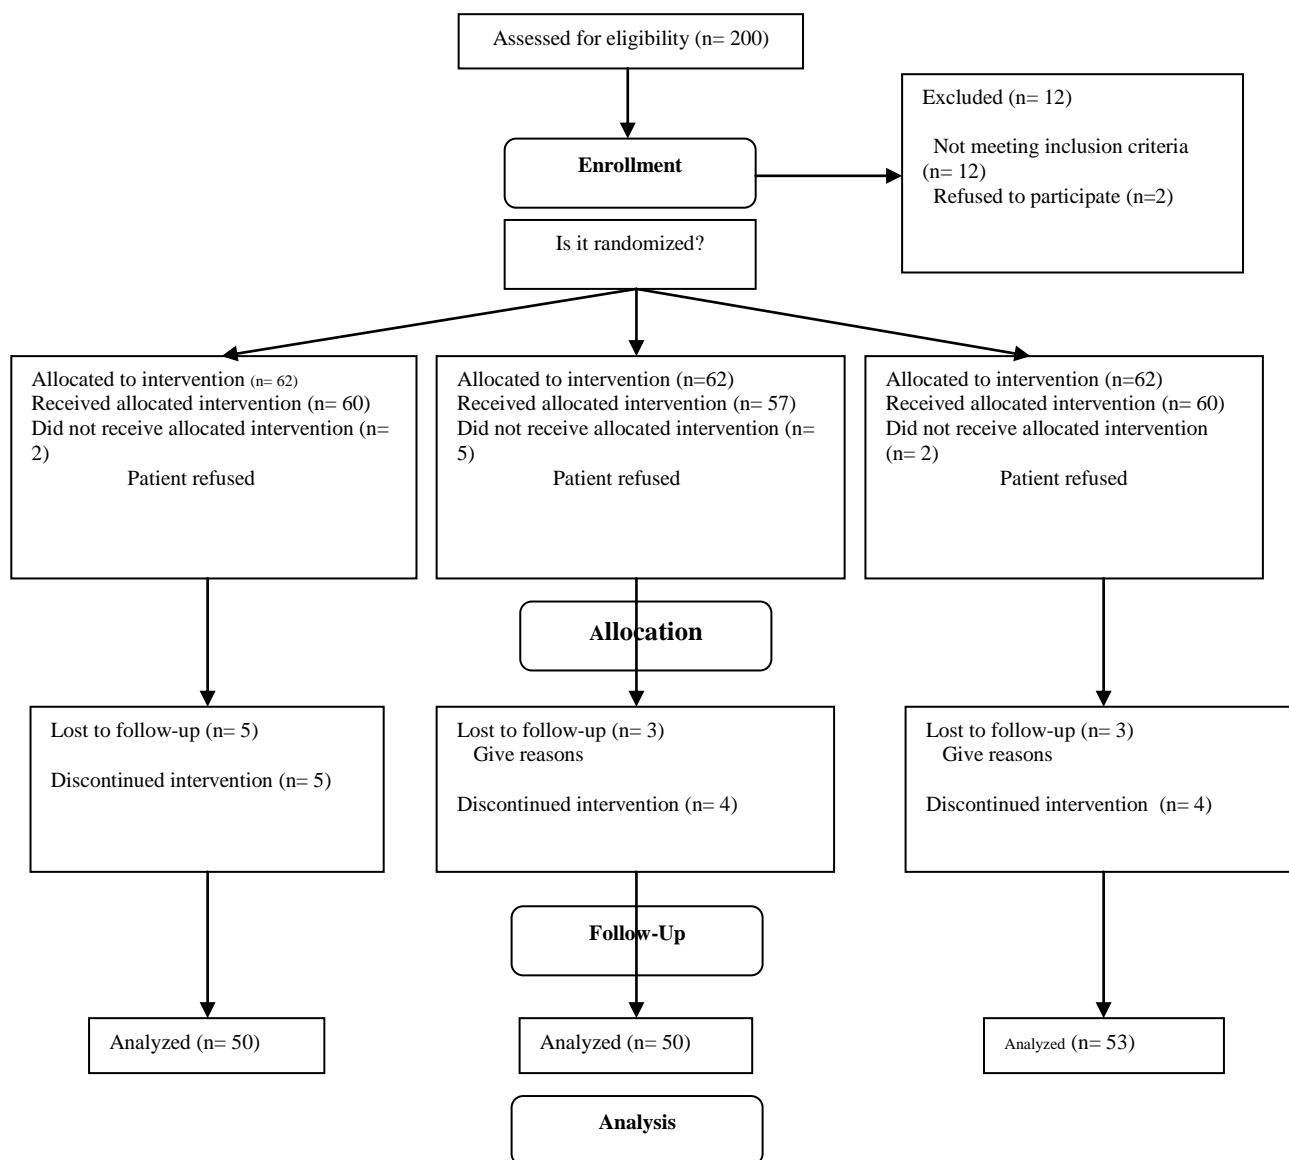 Assessed for eligibility (n= 200)
Excluded (n= 12)
Not meeting inclusion criteria
(n= 12)
Refused to participate (n=2)
Enrollment
Is it randomized?
Allocated to intervention (n= 62)
Received allocated intervention (n= 60)
Did not receive allocated intervention (n=
2)
Patient refused
Allocated to intervention (n=62)
Received allocated intervention (n= 57)
Did not receive allocated intervention (n=
5)
Patient refused
Allocated to intervention (n=62)
Received allocated intervention (n= 60)
Did not receive allocated intervention
(n= 2)
Patient refused
Allocation
Lost to follow-up (n= 5)
Discontinued intervention (n= 5)
Lost to follow-up (n= 3)
Give reasons
Discontinued intervention (n= 4)
Lost to follow-up (n= 3)
Give reasons
Discontinued intervention (n= 4)
Follow-Up
Analyzed (n= 50)
Analyzed (n= 50)
Analyzed (n= 53)
Analysis